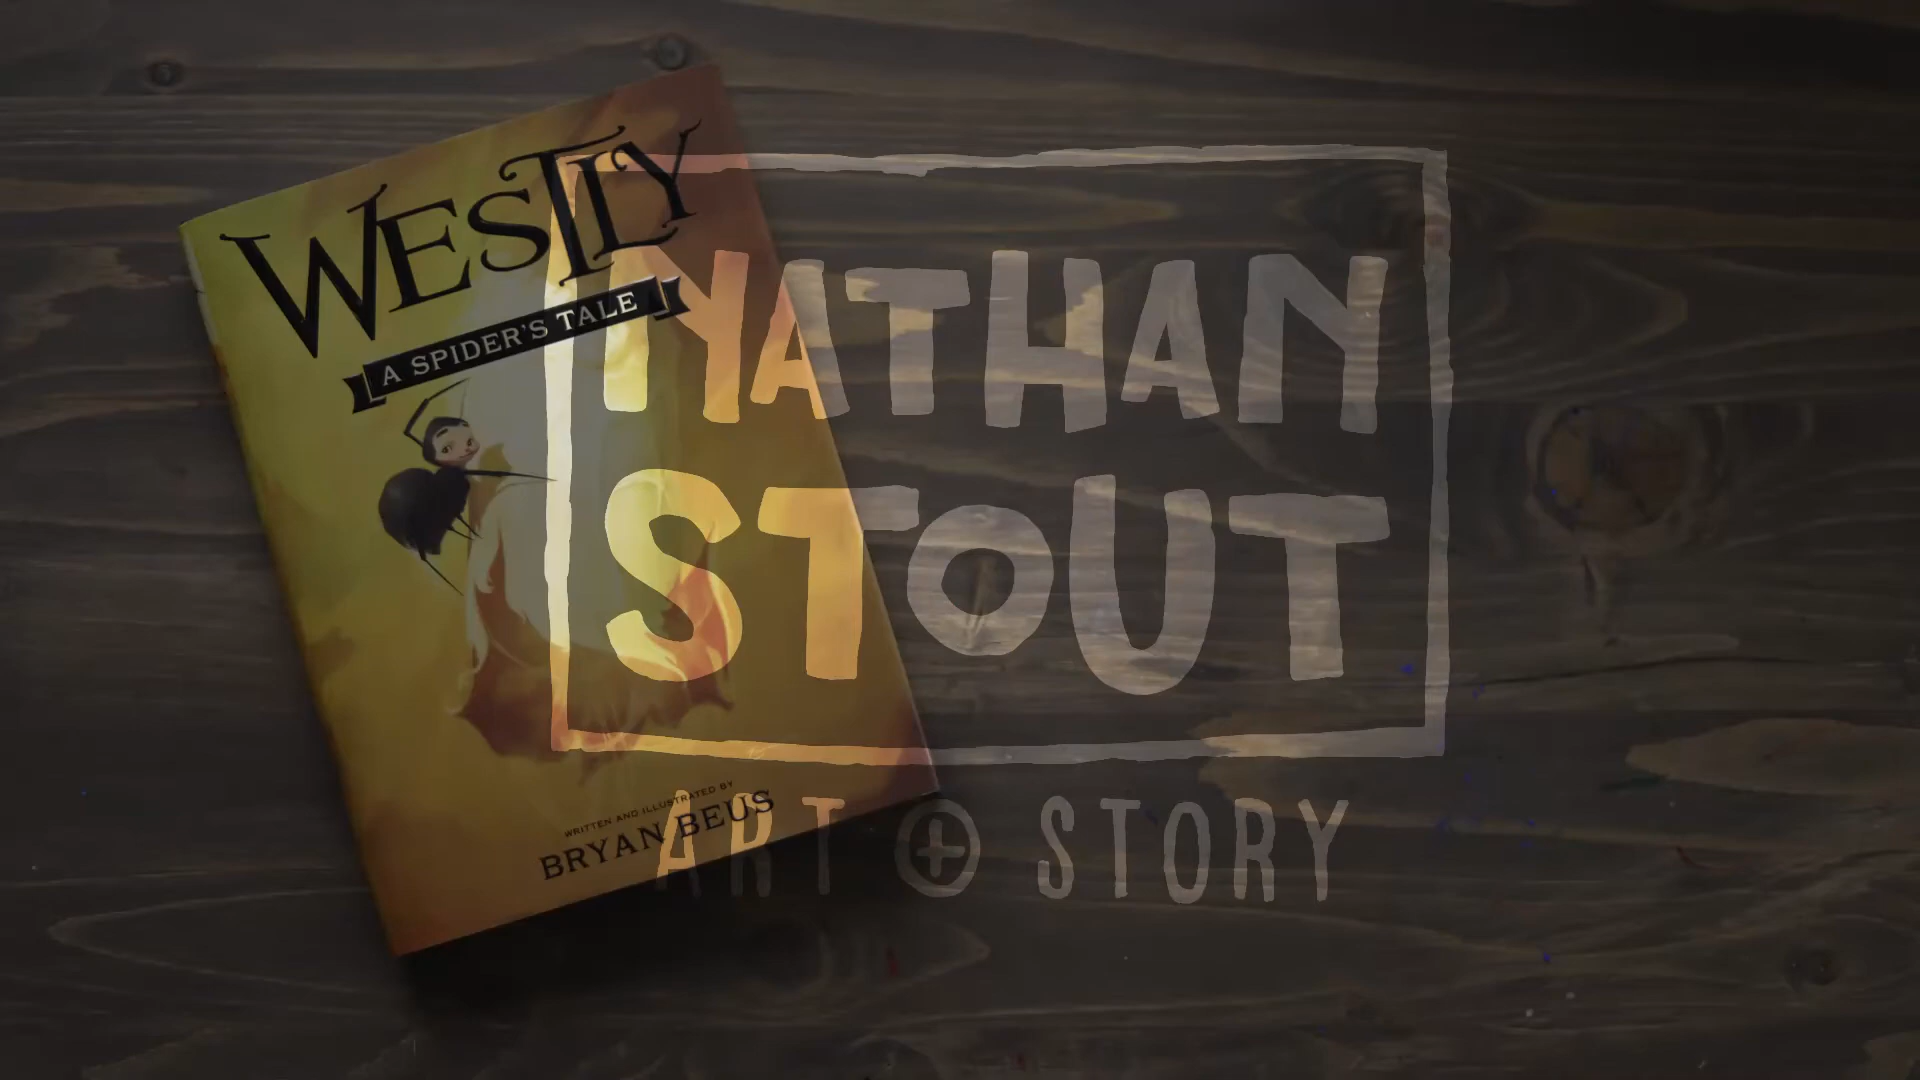 WESTLY
A SPIDER'S TALE
WRITTEN AND ILLUSTRATED BY
BRYAN BEUS
NATHAN
STOUT
ART + STORY